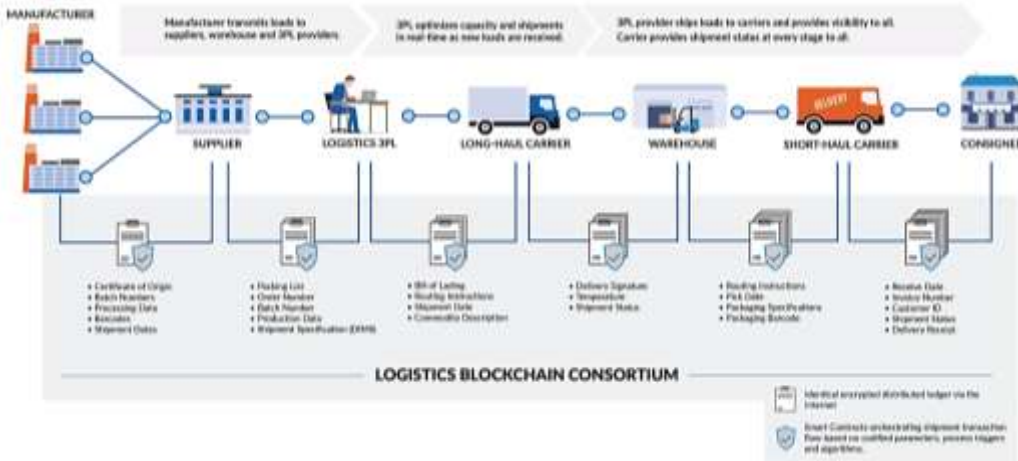 MANUFACTURER
Manufacturer transmits loads to
suppliers, warehouse and 3PL providers.
3PL optimizes capacity and shipments
in real-time as new loads are received.
3PL provider ships loads to carriers and provides visibility to all.
Carrier provides shipment status at every stage to all.
DELIVERY
SUPPLIER
LOGISTICS 3PL
LONG-HAUL CARRIER
WAREHOUSE
SHORT-HAUL CARRIER
CONSIGNEE
• Certificate of Origin
• Batch Numbers
• Processing Data
• Barcodes
• Shipment Dates
• Packing List
• Order Number
• Batch Number
• Production Data
• Shipment Specification
• Bill of Lading
• Routing Instructions
• Shipment Date
• Commodity Description
• Delivery Signature
• Temperature
• Shipment Status
• Routing Instructions
• Pick Date
• Packaging Specifications
• Packaging Barcode
• Receive Date
• Invoice Number
• Customer ID
• Shipment Status
• Delivery Receipt
LOGISTICS BLOCKCHAIN CONSORTIUM
Identical encrypted distributed ledger via the
Internet
Smart Contracts orchestrating shipment transaction
flow based on codified parameters, process triggers
and algorithms.